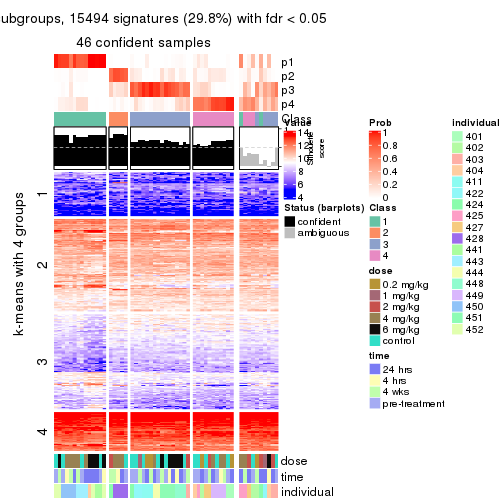 ubgroups, 15494 signatures (29.8%) with fdr < 0.05
46 confident samples
p1
p2
p3
p4
Class
1
Silhouette
score
k-means with 4 groups
1
2
3
4
dose
time
individual
Value
14
12
10
8
6
4
Status (barplots)
confident
ambiguous
Prob
1
0.8
0.6
0.4
0.2
0
Class
1
2
3
4
dose
0.2 mg/kg
1 mg/kg
2 mg/kg
4 mg/kg
6 mg/kg
control
time
24 hrs
4 hrs
4 wks
pre-treatment
individual
401
402
403
404
411
422
424
425
427
428
441
443
444
448
449
450
451
452